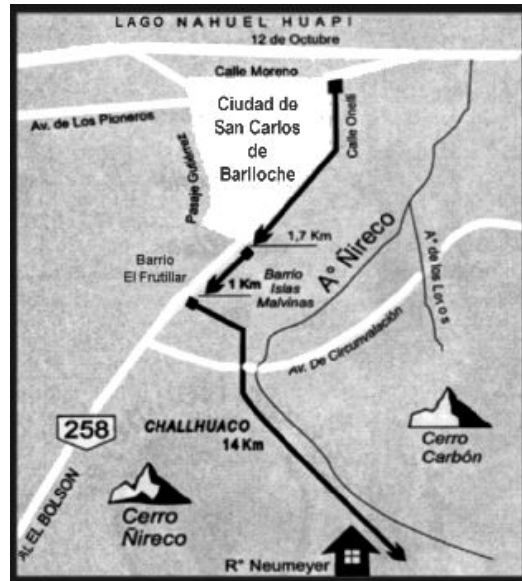 LAGO NAHUEL HUAPI
12 de Octubre
Calle Moreno
Av. de Los Pioneros
Ciudad de
San Carlos
de
Bariloche
Calle Onelli
Pasaje Gutiérrez
1,7 Km
Aº Ñireco
Aº de los Loros
Barrio
El Frutillar
1 Km
Barrio
Islas
Malvinas
Av. De Circunvalación
258
CHALLHUACO
14 Km
Cerro
Carbón
AL EL BOLSON
Cerro
Ñireco
R° Neumeyer